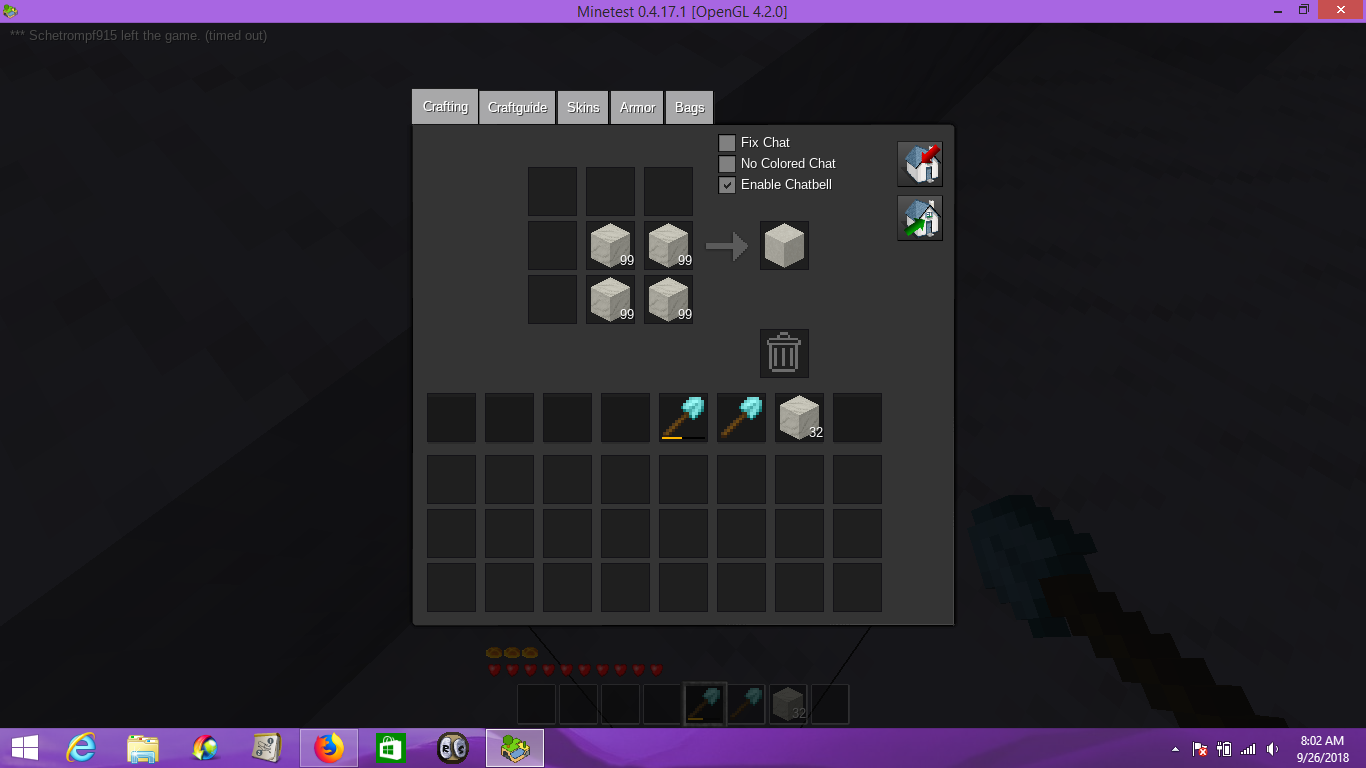 Minetest 0.4.17.1 [OpenGL 4.2.0]
*** Schetrompf915 left the game. (timed out)
Crafting Craftguide Skins Armor Bags
Fix Chat
No Colored Chat
Enable Chatbell
99 99
99 99
32
32
8:02 AM
9/26/2018